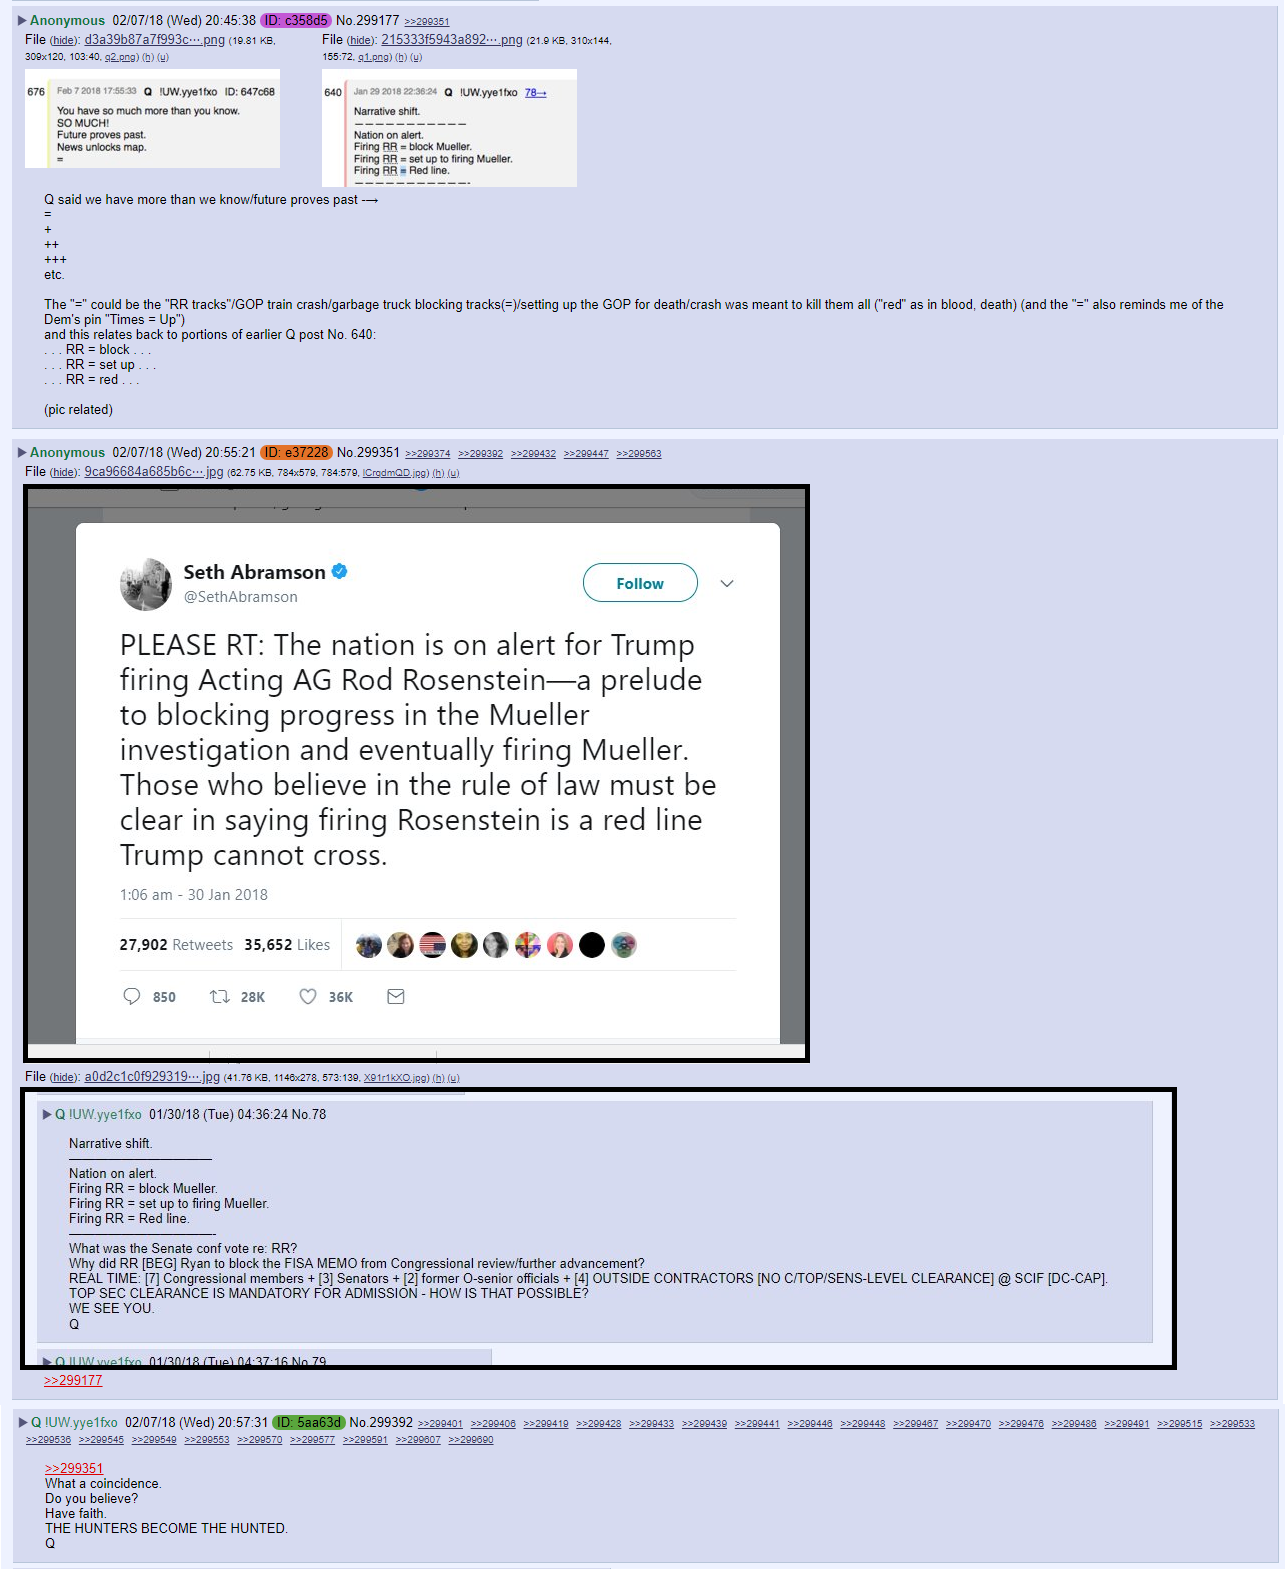 ▶ Anonymous 02/07/18 (Wed) 20:45:38 ID: c358d5 No.299177 >>299351
File (hide): d3a39b87a7f993c⋯.png (19.81 KB, 309x120, 103:40, q2.png) (h) (u)
676 Feb 7 2018 17:55:33 Q !UW.yye1fxo ID: 647c68
You have so much more than you know.
SO MUCH!
Future proves past.
News unlocks map.
=
File (hide): 215333f5943a892⋯.png (21.9 KB, 310x144, 155:72, q1.png) (h) (u)
640 Jan 29 2018 22:36:24 Q !UW.yye1fxo 78→
Narrative shift.
– – – – – – – – – – –
Nation on alert.
Firing RR = block Mueller.
Firing RR = set up to firing Mueller.
Firing RR = Red line.
– – – – – – – – – – –-
Q said we have more than we know/future proves past -→
=
+
++
+++
etc.
The "=" could be the "RR tracks"/GOP train crash/garbage truck blocking tracks(=)/setting up the GOP for death/crash was meant to kill them all ("red" as in blood, death) (and the "=" also reminds me of the
Dem's pin "Times = Up")
and this relates back to portions of earlier Q post No. 640:
. . . RR = block . . .
. . . RR = set up . . .
. . . RR = red . . .
(pic related)
▶ Anonymous 02/07/18 (Wed) 20:55:21 ID: e37228 No.299351 >>299374 >>299392 >>299432 >>299447 >>299563
File (hide): 9ca96684a685b6c⋯.jpg (62.75 KB, 784x579, 784:579, ICrqdmQD.jpg) (h) (u)
Seth Abramson
@SethAbramson
Follow
PLEASE RT: The nation is on alert for Trump
firing Acting AG Rod Rosenstein—a prelude
to blocking progress in the Mueller
investigation and eventually firing Mueller.
Those who believe in the rule of law must be
clear in saying firing Rosenstein is a red line
Trump cannot cross.
1:06 am - 30 Jan 2018
27,902 Retweets 35,652 Likes
850 28K 36K
File (hide): a0d2c1c0f929319⋯.jpg (41.76 KB, 1146x278, 573:139, X91r1kXO.jpg) (h) (u)
▶ Q !UW.yye1fxo 01/30/18 (Tue) 04:36:24 No.78
Narrative shift.
———————————
Nation on alert.
Firing RR = block Mueller.
Firing RR = set up to firing Mueller.
Firing RR = Red line.
———————————-
What was the Senate conf vote re: RR?
Why did RR [BEG] Ryan to block the FISA MEMO from Congressional review/further advancement?
REAL TIME: [7] Congressional members + [3] Senators + [2] former O-senior officials + [4] OUTSIDE CONTRACTORS [NO C/TOP/SENS-LEVEL CLEARANCE] @ SCIF [DC-CAP].
TOP SEC CLEARANCE IS MANDATORY FOR ADMISSION - HOW IS THAT POSSIBLE?
WE SEE YOU.
Q
▶ Q !UW.yye1fxo 01/30/18 (Tue) 04:37:16 No.79
>>299177
▶ Q !UW.yye1fxo 02/07/18 (Wed) 20:57:31 ID: 5aa63d No.299392 >>299401 >>299406 >>299419 >>299428 >>299433 >>299439 >>299441 >>299446 >>299448 >>299467 >>299470 >>299476 >>299486 >>299491 >>299515 >>299533
>>299536 >>299545 >>299549 >>299553 >>299570 >>299577 >>299591 >>299607 >>299690
>>299351
What a coincidence.
Do you believe?
Have faith.
THE HUNTERS BECOME THE HUNTED.
Q